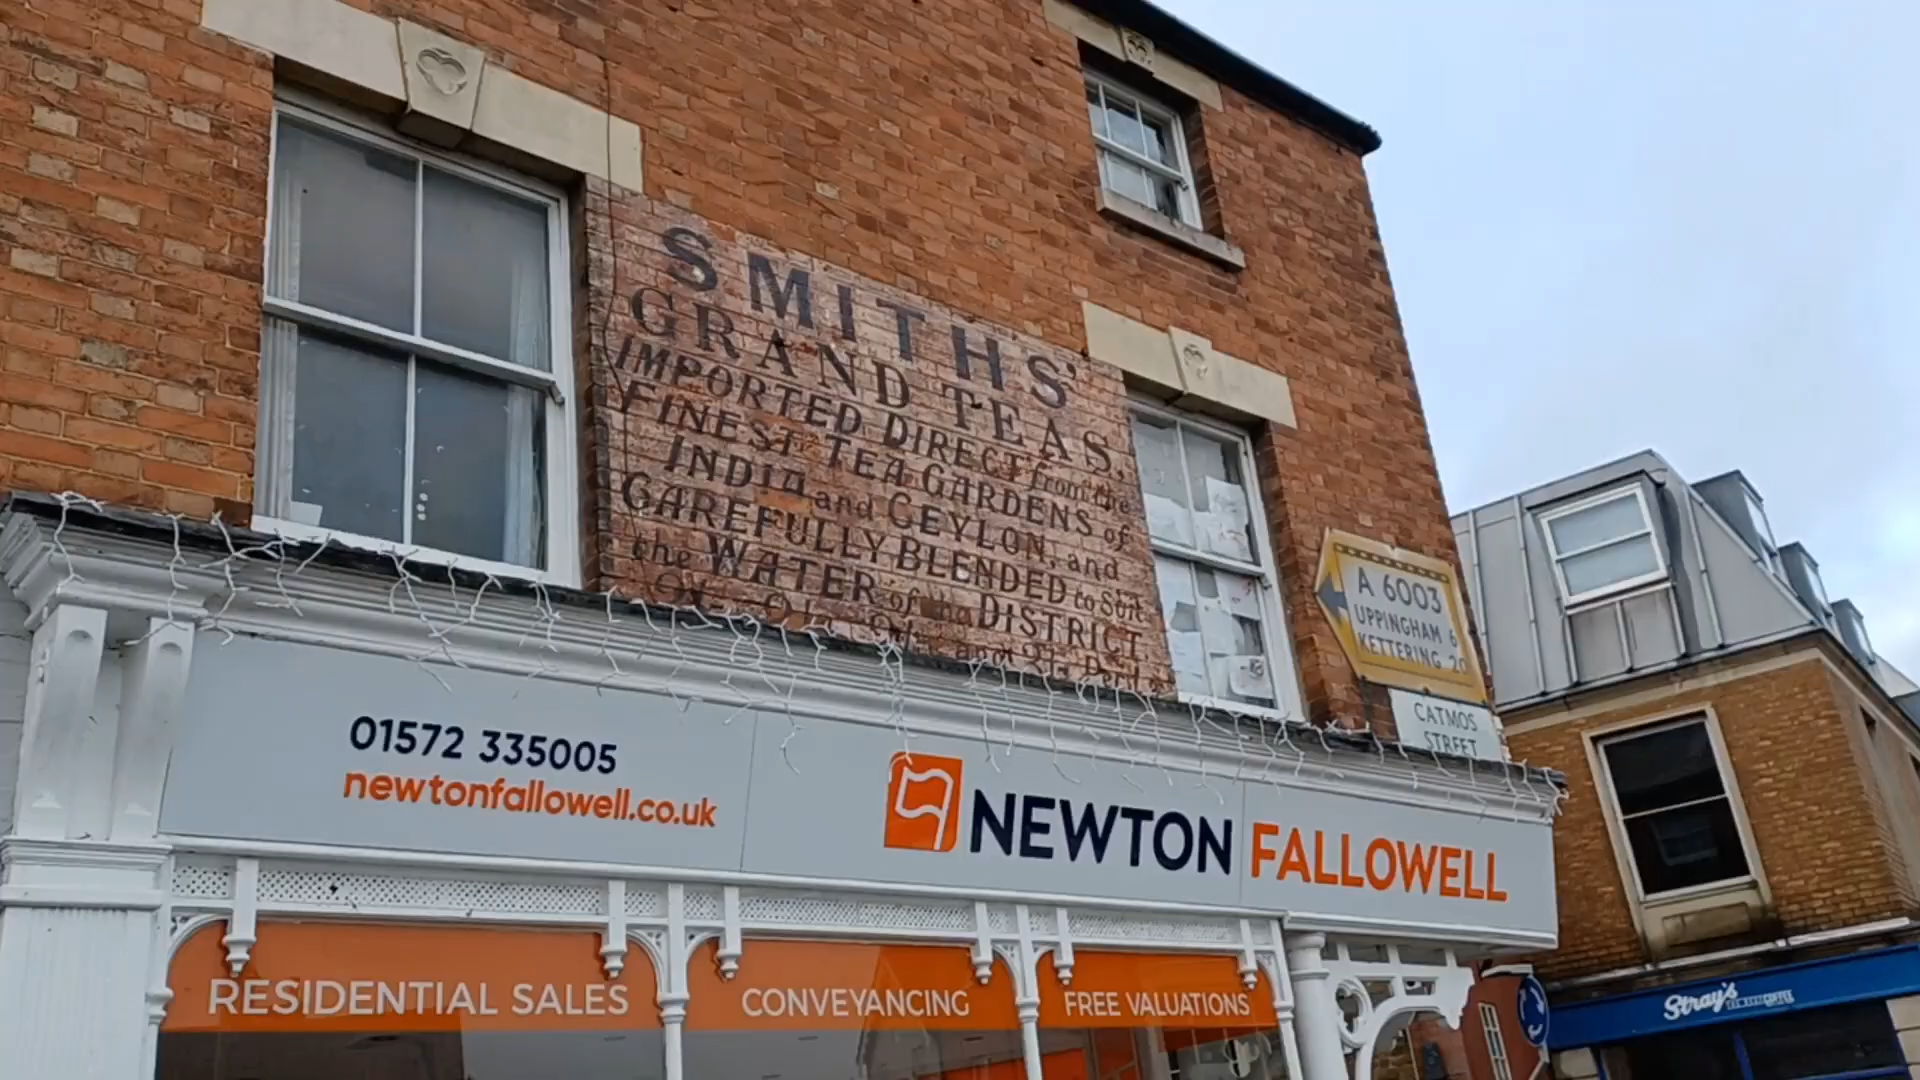 SMITHS'
GRAND TEAS,
IMPORTED DIRECT from the
FINEST TEA GARDENS of
INDIA and CEYLON, and
CAREFULLY BLENDED to Suit
the WATER of the DISTRICT
A 6003
UPPINGHAM 6
KETTERING 20
CATMOS
STREET
01572 335005
newtonfallowell.co.uk
NEWTON FALLOWELL
RESIDENTIAL SALES
CONVEYANCING
FREE VALUATIONS
Stray's